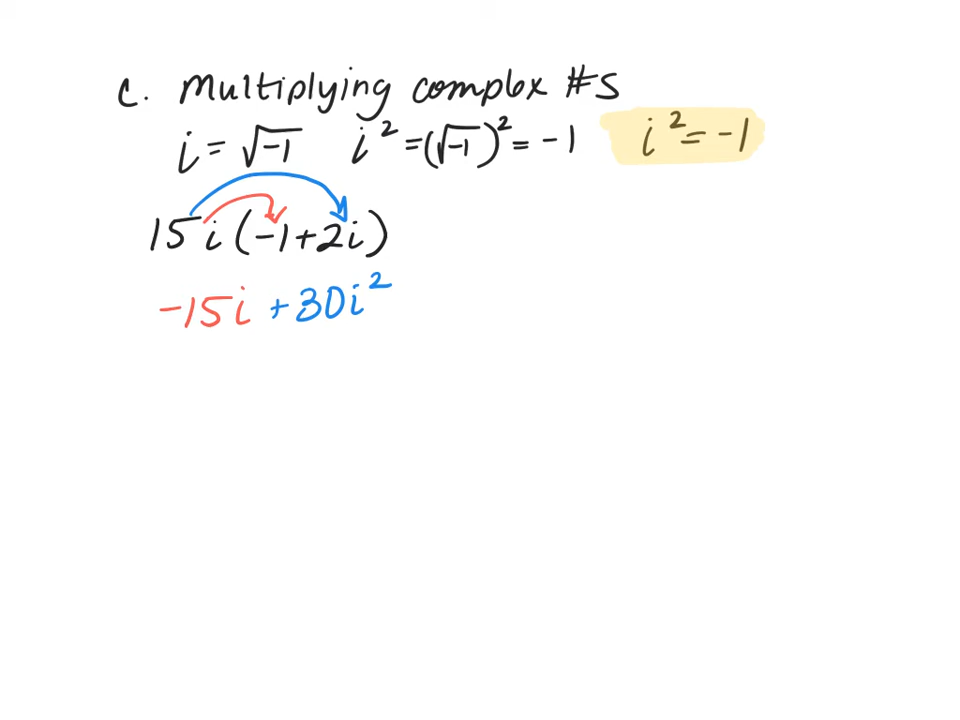 c. Multiplying complex #s
i = √-1 i² = (√-1)² = -1 i² = -1
15i(-1+2i)
-15i +30i²